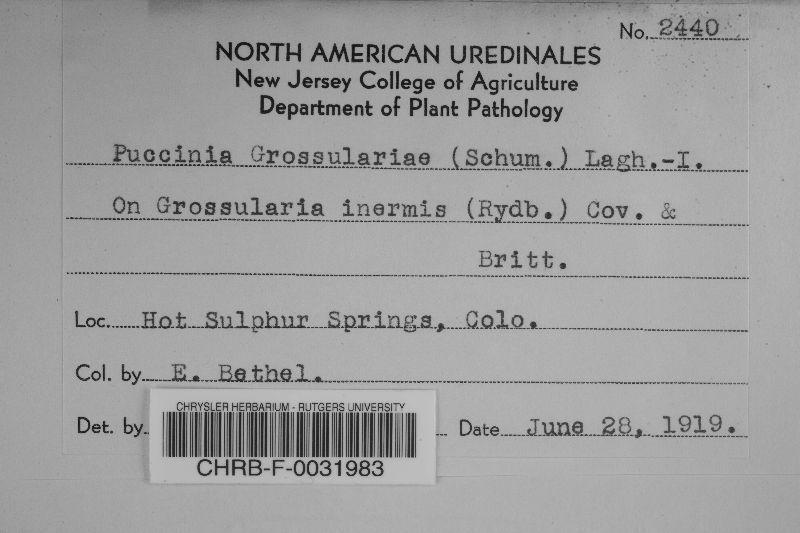 No. 2440
NORTH AMERICAN UREDINALES
New Jersey College of Agriculture
Department of Plant Pathology
Puccinia Grossulariae (Schum.) Lagh.-I.
On Grossularia inermis (Rydb.) Cov. &
Britt.
Loc. Hot Sulphur Springs, Colo.
Col. by E. Bethel.
Det. by Date June 28, 1919.
CHRYSLER HERBARIUM - RUTGERS UNIVERSITY
CHRB-F-0031983